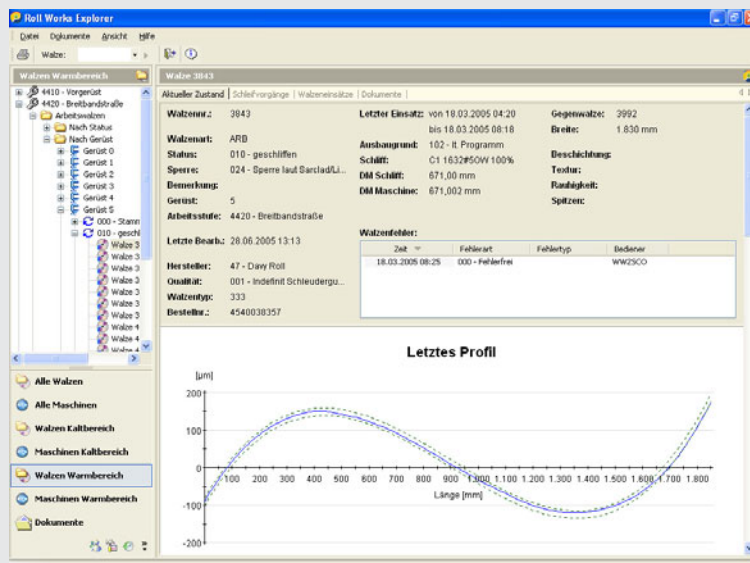 Roll Works Explorer
Datei Dokumente Ansicht Hilfe
Walze:
Walzen Warmbereich
4410 - Vorgerüst
4420 - Breitbandstraße
Arbeitswalzen
Nach Status
Nach Gerüst
Gerüst 0
Gerüst 1
Gerüst 2
Gerüst 3
Gerüst 4
Gerüst 5
000 - Stamm
010 - geschl
Walze 3
Walze 3
Walze 3
Walze 3
Walze 3
Walze 3
Walze 3
Walze 4
Walze 4
Walze 4
Alle Walzen
Alle Maschinen
Walzen Kaltbereich
Maschinen Kaltbereich
Walzen Warmbereich
Maschinen Warmbereich
Dokumente
Walze 3843
Aktueller Zustand | Schleifvorgänge | Walzeneinsätze | Dokumente |
Walzennr.: 3843
Walzenart: ARB
Status: 010 - geschliffen
Sperre: 024 - Sperre laut Sarclad/Li...
Bemerkung:
Gerüst: 5
Arbeitsstufe: 4420 - Breitbandstraße
Letzte Bearb.: 28.06.2005 13:13
Hersteller: 47 - Davy Roll
Qualität: 001 - Indefinit Schleudergu...
Walzentyp: 333
Bestellnr.: 4540038357
Letzter Einsatz: von 18.03.2005 04:20
bis 18.03.2005 08:18
Ausbaugrund: 102 - lt. Programm
Schliff: C1 1632#SOW 100%
DM Schliff: 671,00 mm
DM Maschine: 671,002 mm
Gegenwalze: 3992
Breite: 1.830 mm
Beschichtung:
Textur:
Rauhigkeit:
Spitzen:
Walzenfehler:
Zeit Fehlerart Fehlertyp Bediener
18.03.2005 08:25 000 - Fehlerfrei WW2SCO
Letztes Profil
[µm]
200
100
0
-100
-200
100 200 300 400 500 600 700 800 900 1.000 1.100 1.200 1.300 1.400 1.500 1.600 1.700 1.800
Länge [mm]